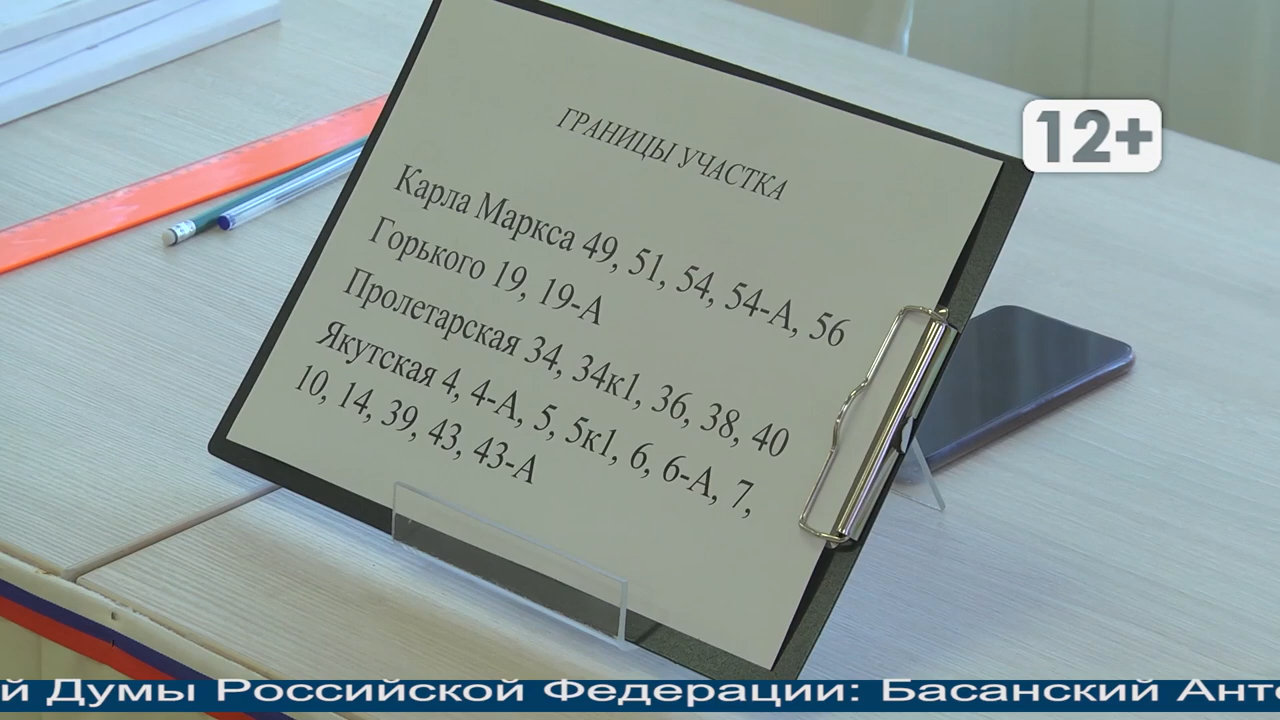 ГРАНИЦЫ УЧАСТКА
Карла Маркса 49, 51, 54, 54-А, 56
Горького 19, 19-А
Пролетарская 34, 34к1, 36, 38, 40
Якутская 4, 4-А, 5, 5к1, 6, 6-А, 7,
10, 14, 39, 43, 43-А
12+
й Думы Российской Федерации: Басанский Анто